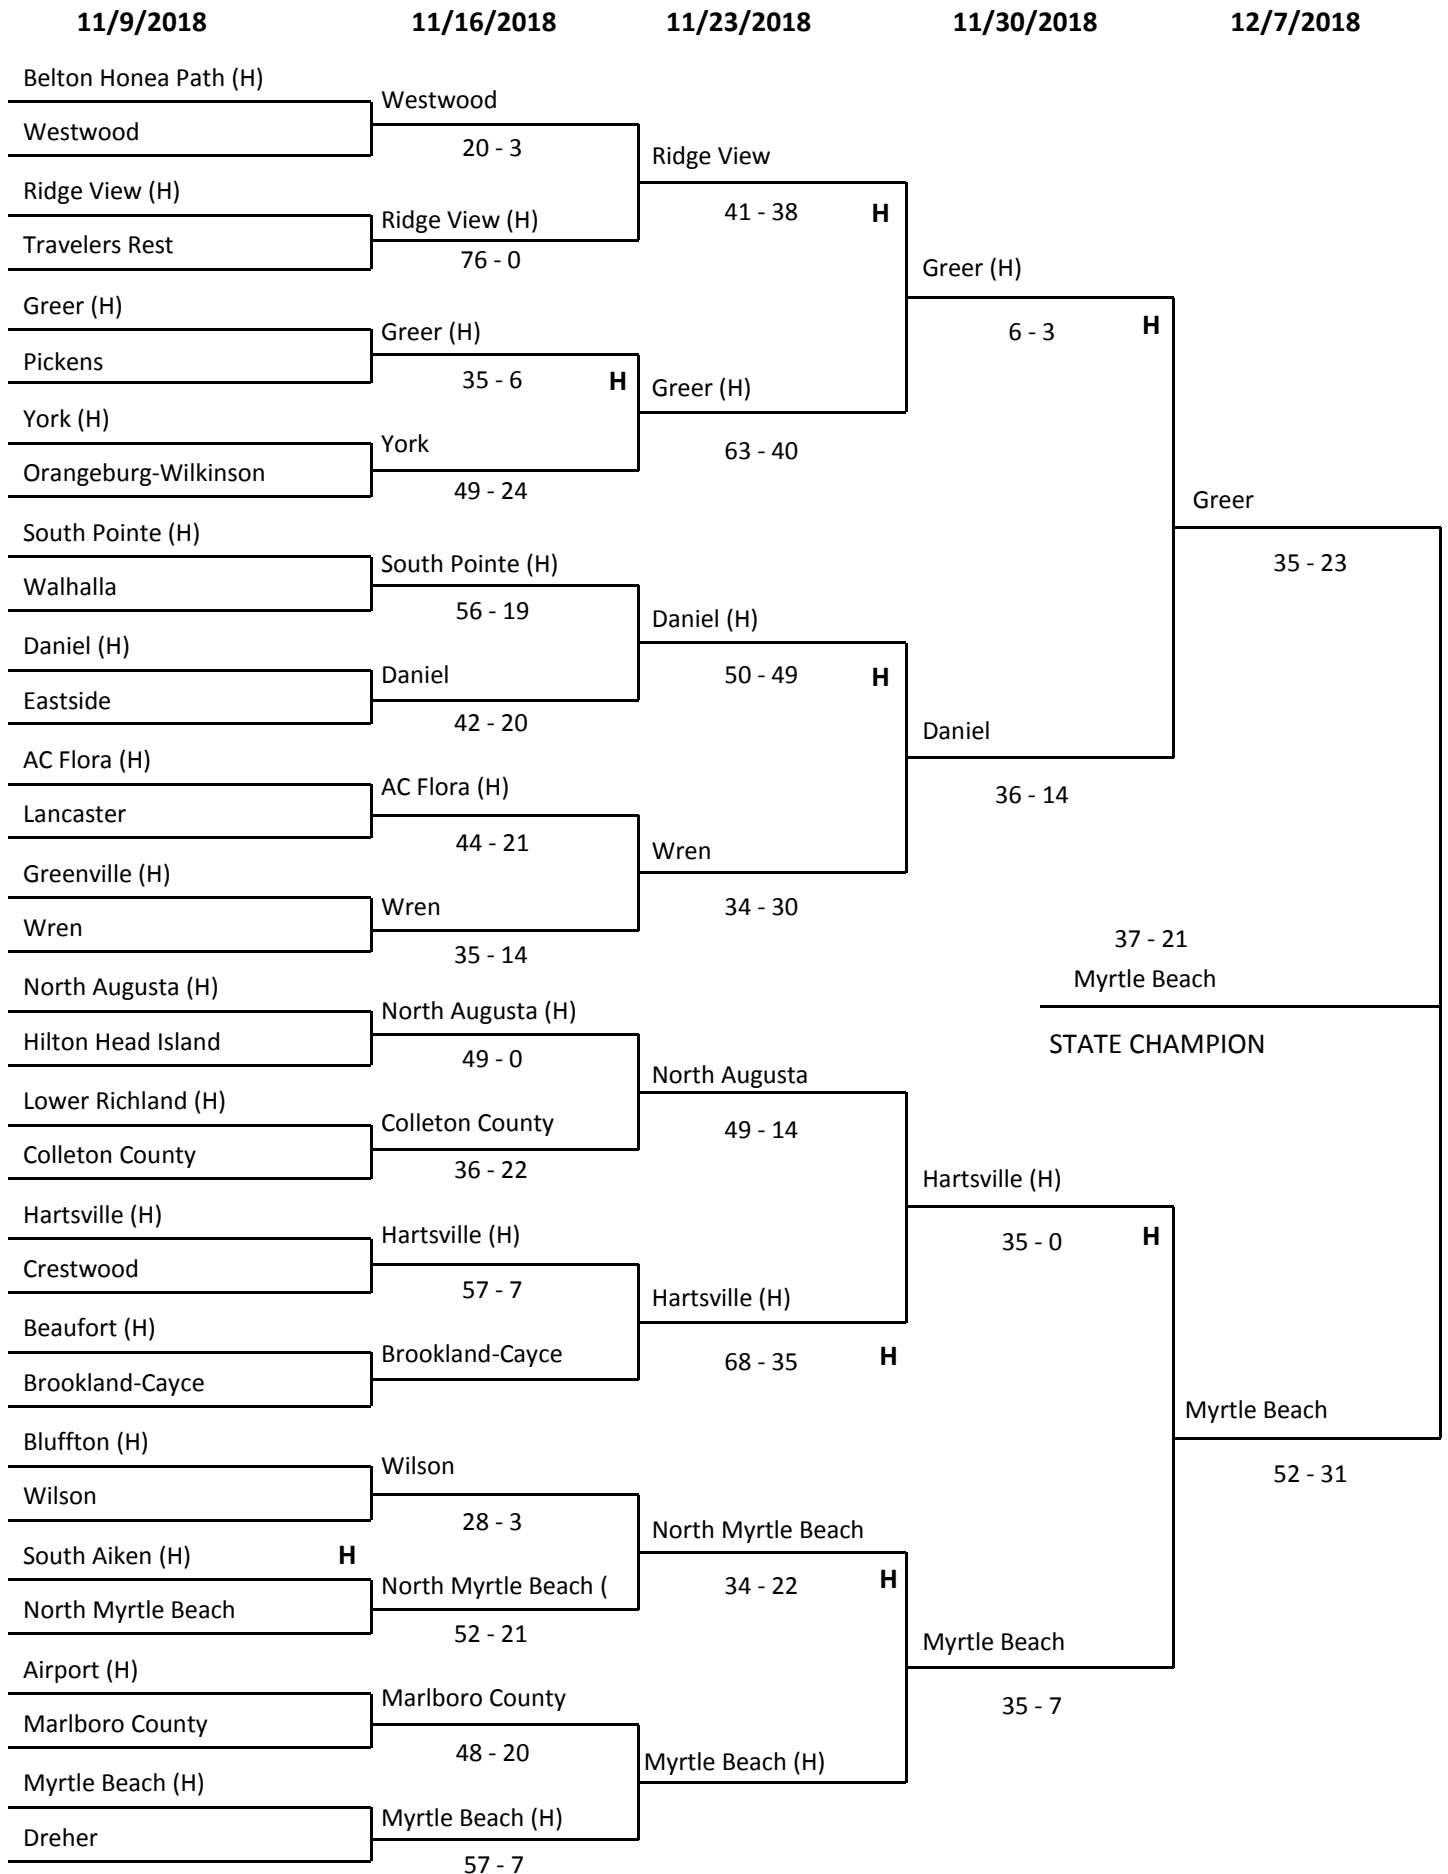 11/9/2018 11/16/2018 11/23/2018 11/30/2018 12/7/2018
Belton Honea Path (H)
Westwood
Westwood
20 - 3
Ridge View
Ridge View (H)
Ridge View (H)
41 - 38 H
Travelers Rest
76 - 0
Greer (H)
Greer (H)
Greer (H)
6 - 3 H
Pickens
35 - 6 H
Greer (H)
York (H)
York
63 - 40
Orangeburg-Wilkinson
49 - 24
Greer
South Pointe (H)
South Pointe (H)
35 - 23
Walhalla
56 - 19
Daniel (H)
Daniel (H)
Daniel
50 - 49 H
Eastside
42 - 20
Daniel
AC Flora (H)
AC Flora (H)
36 - 14
Lancaster
44 - 21
Wren
Greenville (H)
Wren
34 - 30
Wren
35 - 14
37 - 21
Myrtle Beach
STATE CHAMPION
North Augusta (H)
North Augusta (H)
Hilton Head Island
49 - 0
North Augusta
Lower Richland (H)
Colleton County
49 - 14
Colleton County
36 - 22
Hartsville (H)
Hartsville (H)
Hartsville (H)
35 - 0 H
Crestwood
57 - 7
Hartsville (H)
Beaufort (H)
Brookland-Cayce
68 - 35 H
Brookland-Cayce
Myrtle Beach
Bluffton (H)
Wilson
52 - 31
Wilson
28 - 3
North Myrtle Beach
South Aiken (H) H
North Myrtle Beach (
34 - 22 H
North Myrtle Beach
52 - 21
Myrtle Beach
Airport (H)
Marlboro County
35 - 7
Marlboro County
48 - 20
Myrtle Beach (H)
Myrtle Beach (H)
Myrtle Beach (H)
Dreher
57 - 7